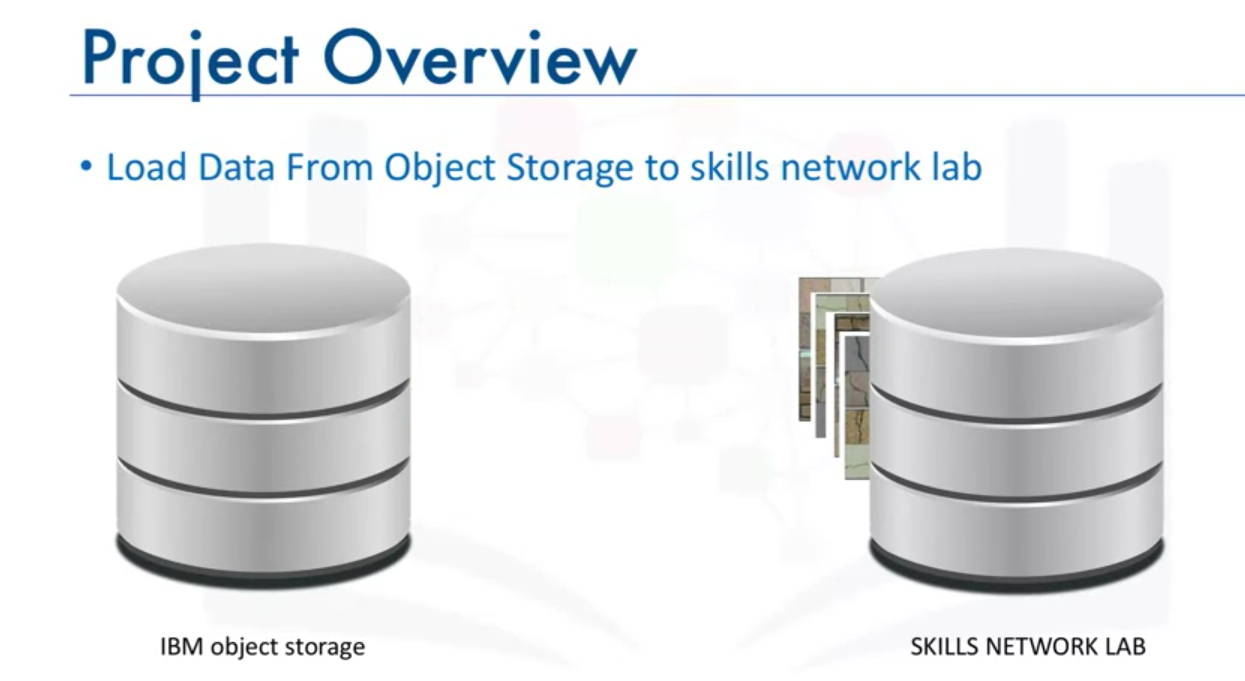 Project Overview
• Load Data From Object Storage to skills network lab
IBM object storage
SKILLS NETWORK LAB